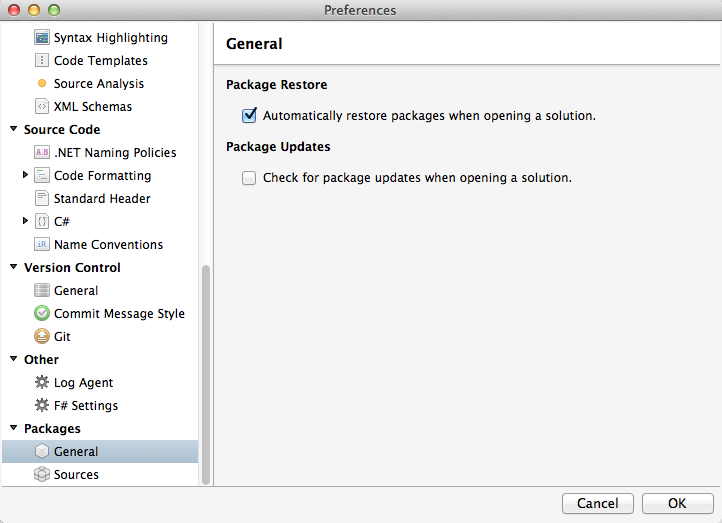 Preferences
Syntax Highlighting
Code Templates
Source Analysis
XML Schemas
Source Code
A.B .NET Naming Policies
Code Formatting
Standard Header
C#
iR Name Conventions
Version Control
General
Commit Message Style
Git
Other
Log Agent
F# Settings
Packages
General
Sources
General
Package Restore
Automatically restore packages when opening a solution.
Package Updates
Check for package updates when opening a solution.
Cancel
OK